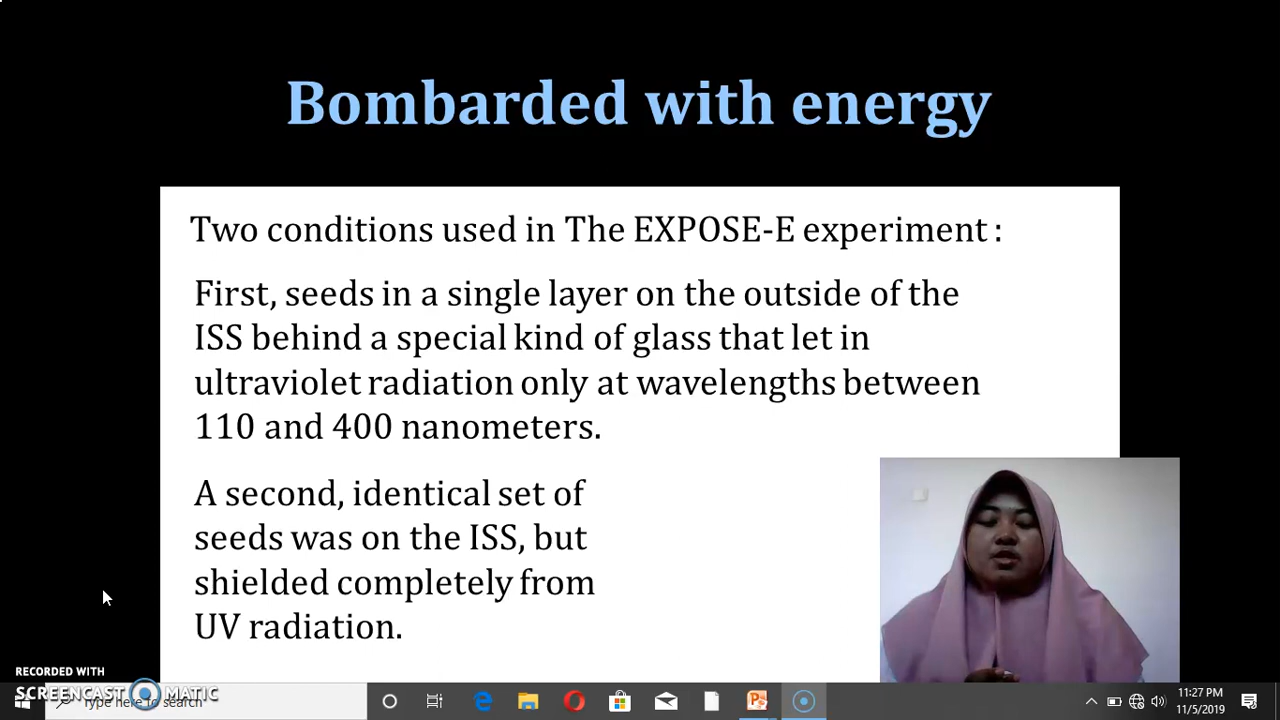 Bombarded with energy
Two conditions used in The EXPOSE-E experiment :
First, seeds in a single layer on the outside of the
ISS behind a special kind of glass that let in
ultraviolet radiation only at wavelengths between
110 and 400 nanometers.
A second, identical set of
seeds was on the ISS, but
shielded completely from
UV radiation.
RECORDED WITH
SCREENCAST MATIC
Type here to search
11:27 PM
11/5/2019